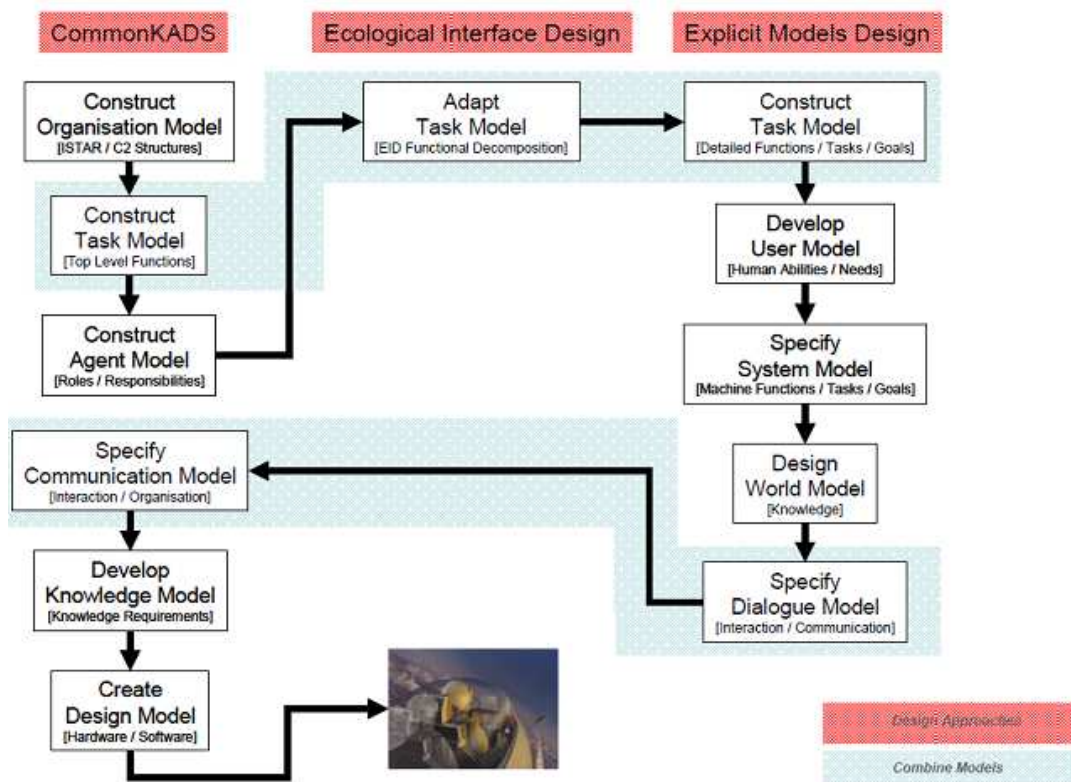 CommonKADS
Ecological Interface Design
Explicit Models Design
Construct
Organisation Model
[ISTAR / C2 Structures]
Construct
Task Model
[Top Level Functions]
Construct
Agent Model
[Roles / Responsibilities]
Adapt
Task Model
[EID Functional Decomposition]
Construct
Task Model
[Detailed Functions / Tasks / Goals]
Develop
User Model
[Human Abilities / Needs]
Specify
System Model
[Machine Functions / Tasks / Goals]
Design
World Model
[Knowledge]
Specify
Dialogue Model
[Interaction / Communication]
Specify
Communication Model
[Interaction / Organisation]
Develop
Knowledge Model
[Knowledge Requirements]
Create
Design Model
[Hardware / Software]
Design Approaches
Combine Models